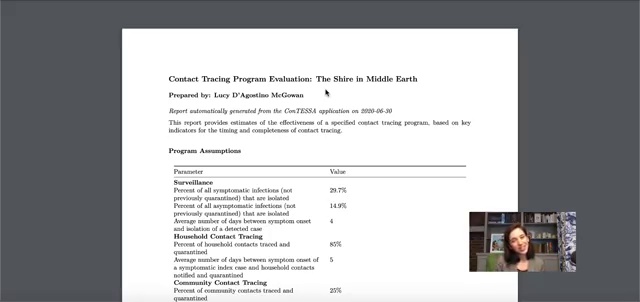 Contact Tracing Program Evaluation: The Shire in Middle Earth
Prepared by: Lucy D'Agostino McGowan
Report automatically generated from the ConTESSA application on 2020-06-30
This report provides estimates of the effectiveness of a specified contact tracing program, based on key
indicators for the timing and completeness of contact tracing.
Program Assumptions
Parameter Value
Surveillance
Percent of all symptomatic infections (not 29.7%
previously quarantined) that are isolated
Percent of all asymptomatic infections (not 14.9%
previously quarantined) that are isolated
Average number of days between symptom onset 4
and isolation of a detected case
Household Contact Tracing
Percent of household contacts traced and 85%
quarantined
Average number of days between symptom onset of 5
a symptomatic index case and household contacts
notified and quarantined
Community Contact Tracing
Percent of community contacts traced and 25%
quarantined